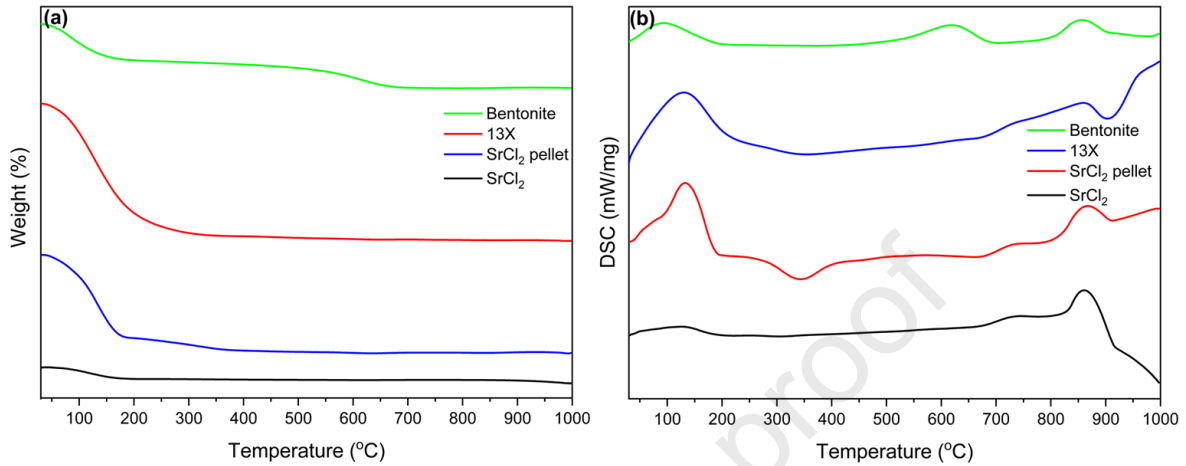 (a)
Weight (%)
Bentonite
13X
SrCl₂ pellet
SrCl₂
100 200 300 400 500 600 700 800 900 1000
Temperature (°C)
(b)
DSC (mW/mg)
Bentonite
13X
SrCl₂ pellet
SrCl₂
100 200 300 400 500 600 700 800 900 1000
Temperature (°C)
proof